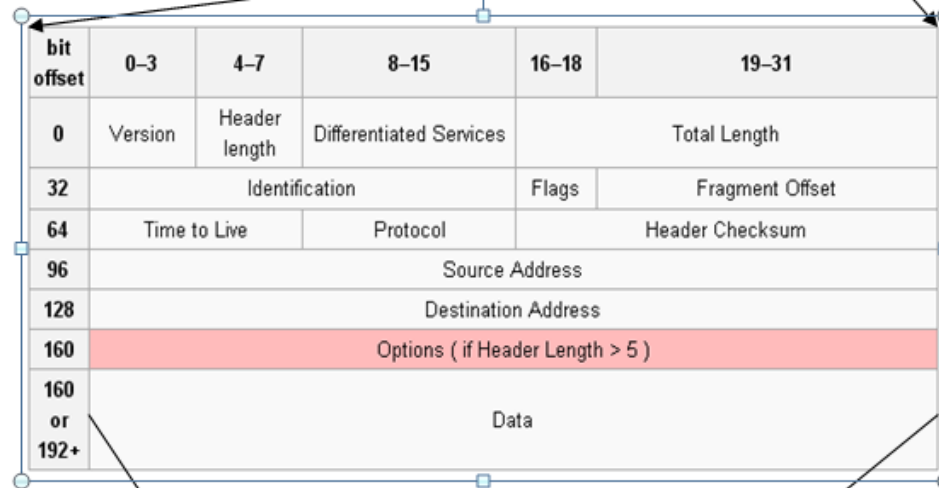 bit offset 0–3 4–7 8–15 16–18 19–31
0 Version Header length Differentiated Services Total Length
32 Identification Flags Fragment Offset
64 Time to Live Protocol Header Checksum
96 Source Address
128 Destination Address
160 Options ( if Header Length > 5 )
160 or 192+ Data